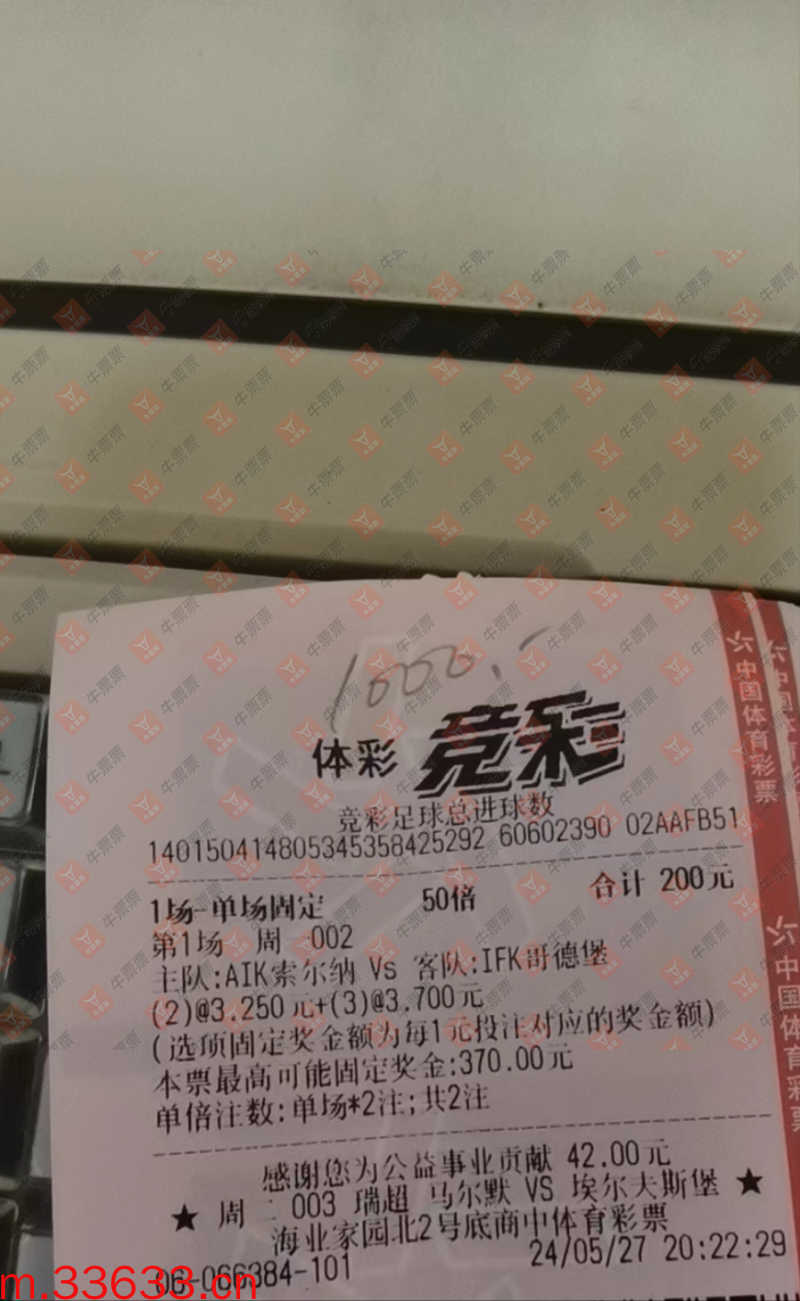 1000.-
体彩 竞彩
竞彩足球总进球数
140150414805345358425292 60602390 02AAFB51
1场-单场固定 50倍 合计 200元
第1场 周 002
主队:AIK索尔纳 Vs 客队:IFK哥德堡
(2)@3.250元+(3)@3.700元
(选项固定奖金额为每1元投注对应的奖金额)
本票最高可能固定奖金:370.00元
单倍注数:单场*2注;共2注
感谢您为公益事业贡献 42.00元
★ 周二 003 瑞超 马尔默 VS 埃尔夫斯堡 ★
海业家园北2号底商中体育彩票
06-066384-101 24/05/27 20:22:29
中国体育彩票
中国体育彩票
牛票票
m.33633.cn